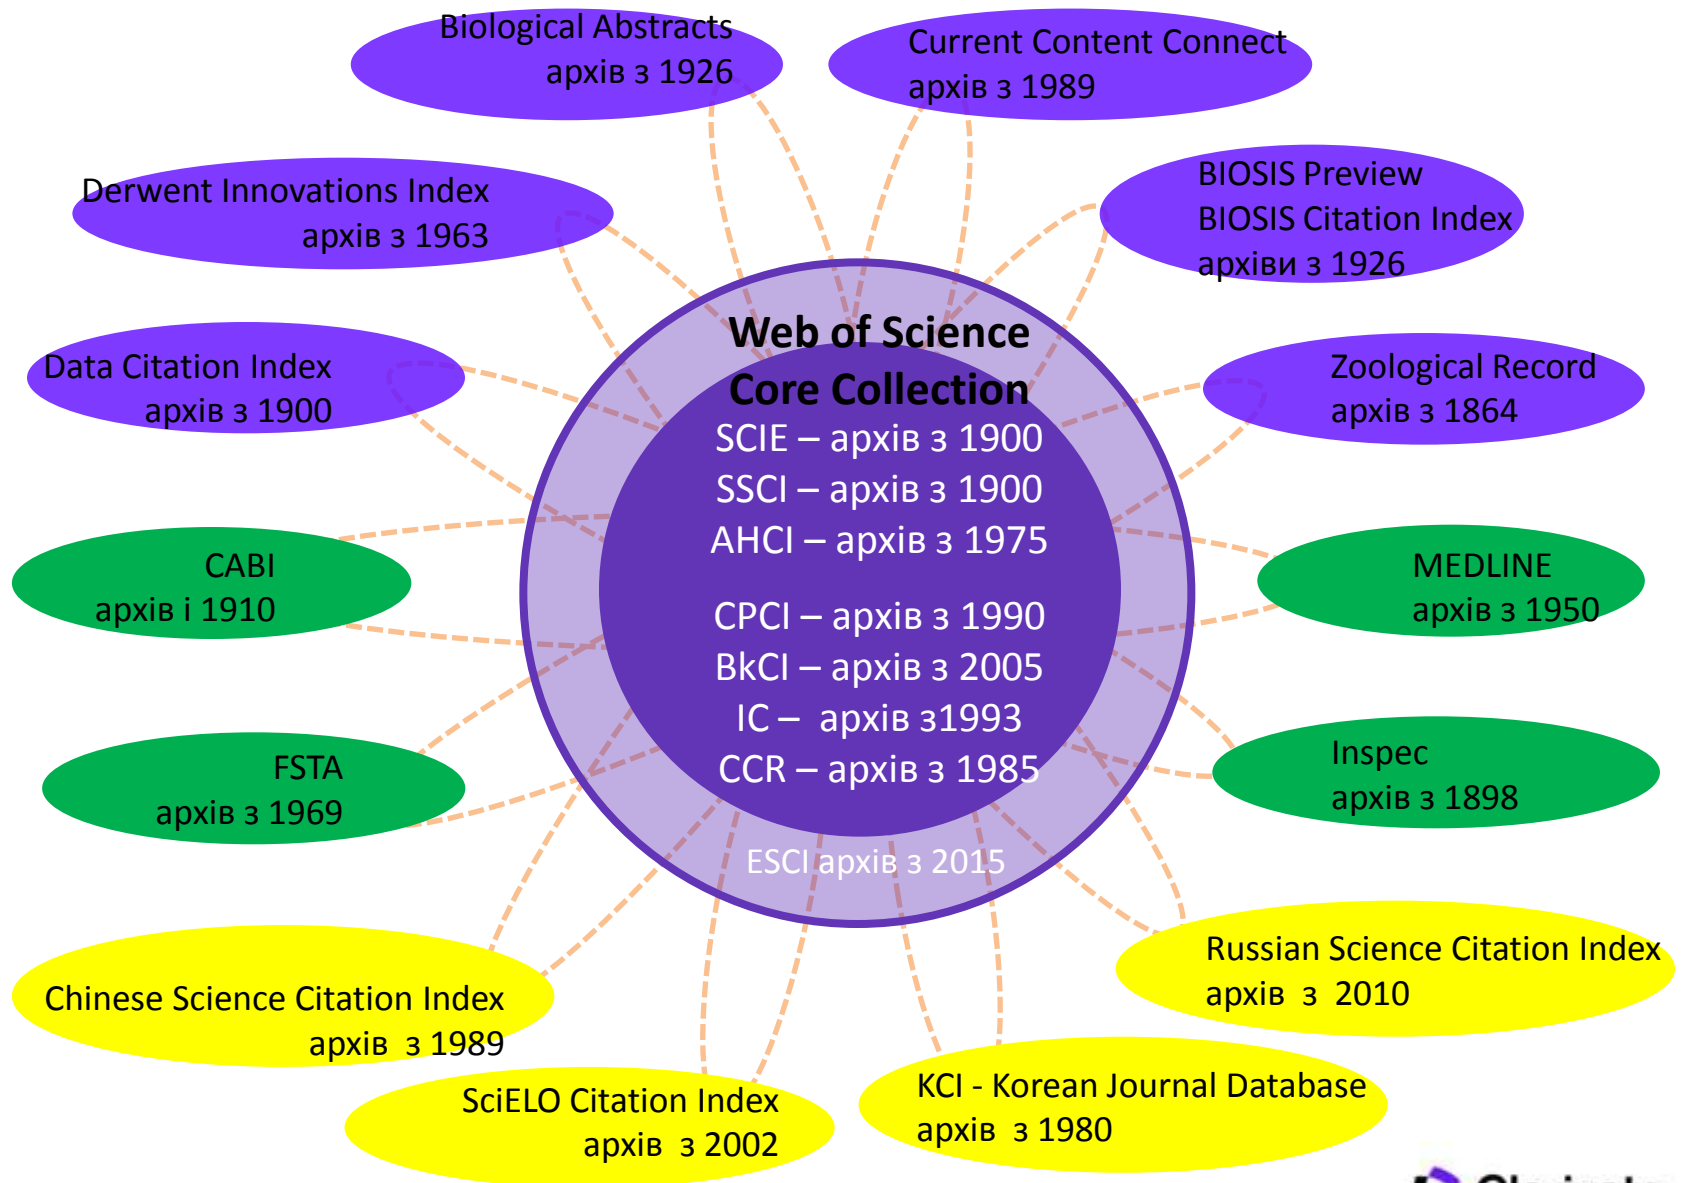 Biological Abstracts
архів з 1926
Current Content Connect
архів з 1989
Derwent Innovations Index
архів з 1963
BIOSIS Preview
BIOSIS Citation Index
архіви з 1926
Data Citation Index
архів з 1900
Zoological Record
архів з 1864
Web of Science
Core Collection
SCIE – архів з 1900
SSCI – архів з 1900
AHCI – архів з 1975
CPCI – архів з 1990
BkCI – архів з 2005
IC – архів з1993
CCR – архів з 1985
ESCI архів з 2015
CABI
архів і 1910
MEDLINE
архів з 1950
FSTA
архів з 1969
Inspec
архів з 1898
Chinese Science Citation Index
архів з 1989
Russian Science Citation Index
архів з 2010
SciELO Citation Index
архів з 2002
KCI - Korean Journal Database
архів з 1980